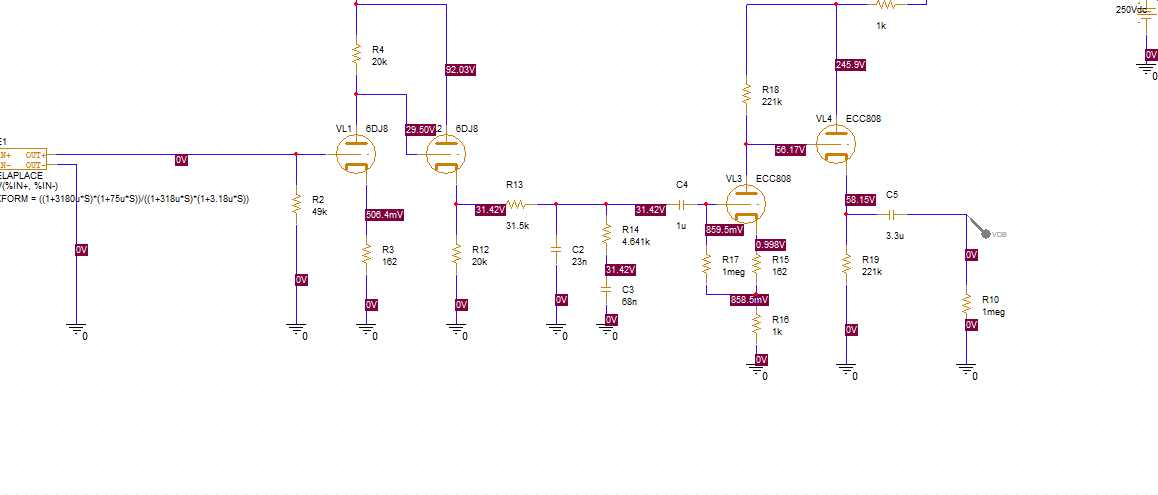 1k
250Vdc
0V
0
R4
20k
92.03V
245.9V
R18
221k
VL1
6DJ8
29.50V
2
6DJ8
VL4
ECC808
56.17V
E1
IN+ OUT+
IN- OUT-
ELAPLACE
V(%IN+, %IN-)
XFORM = ((1+3180u*S)*(1+75u*S))/((1+318u*S)*(1+3.18u*S))
0V
0V
0
R2
49k
0V
0
506.4mV
R3
162
0V
0
R12
20k
0V
0
31.42V
R13
31.5k
C2
23n
0V
0
R14
4.641k
31.42V
C3
68n
0V
0
31.42V
C4
1u
VL3
ECC808
859.5mV
0.998V
R17
1meg
R15
162
858.5mV
R16
1k
0V
0
58.15V
C5
3.3u
R19
221k
0V
0
VDB
0V
R10
1meg
0V
0